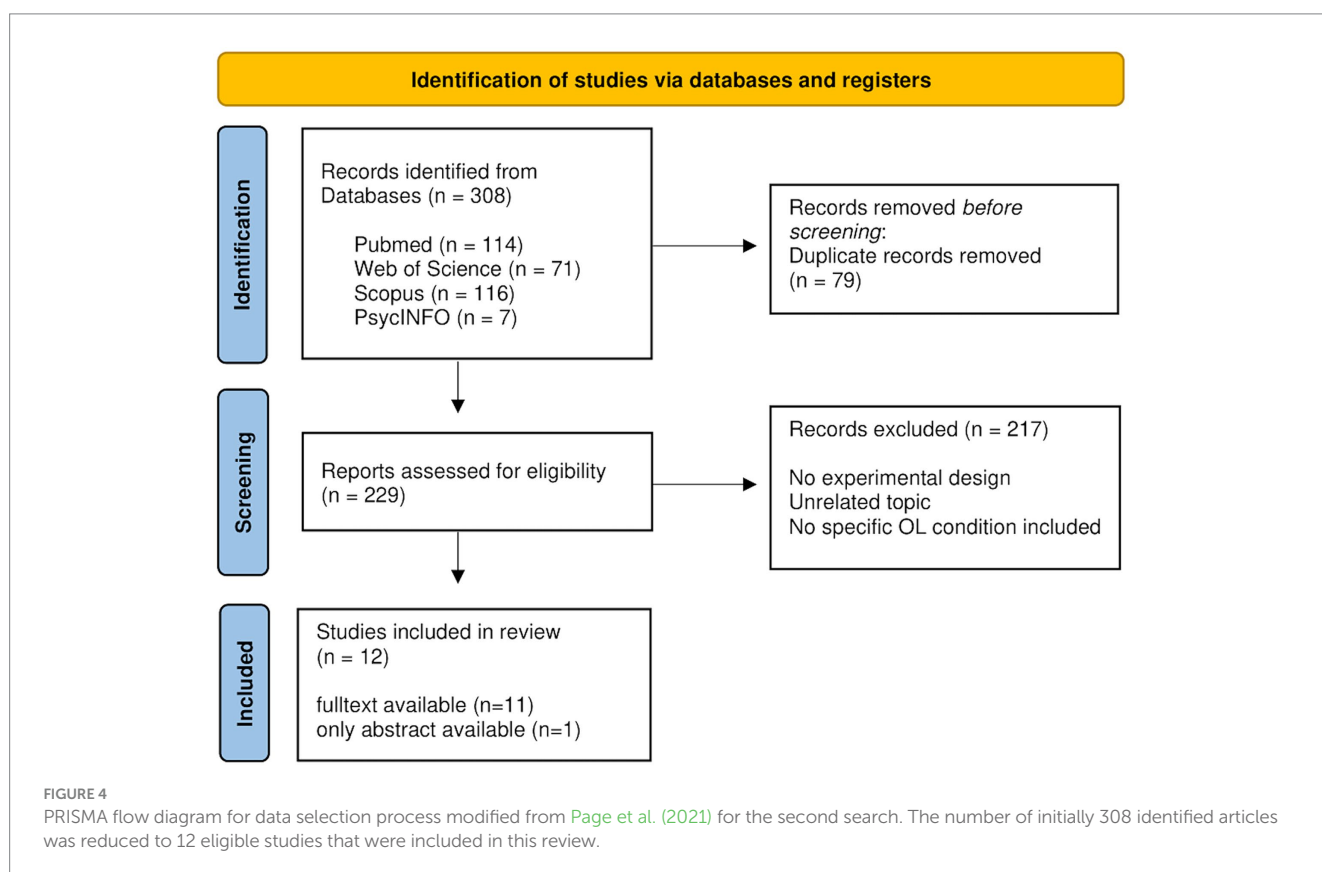 Identification of studies via databases and registers
Identification
Records identified from
Databases (n = 308)
Pubmed (n = 114)
Web of Science (n = 71)
Scopus (n = 116)
PsycINFO (n = 7)
Records removed before
screening:
Duplicate records removed
(n = 79)
Screening
Reports assessed for eligibility
(n = 229)
Records excluded (n = 217)
No experimental design
Unrelated topic
No specific OL condition included
Included
Studies included in review
(n = 12)
fulltext available (n=11)
only abstract available (n=1)
FIGURE 4
PRISMA flow diagram for data selection process modified from Page et al. (2021) for the second search. The number of initially 308 identified articles
was reduced to 12 eligible studies that were included in this review.